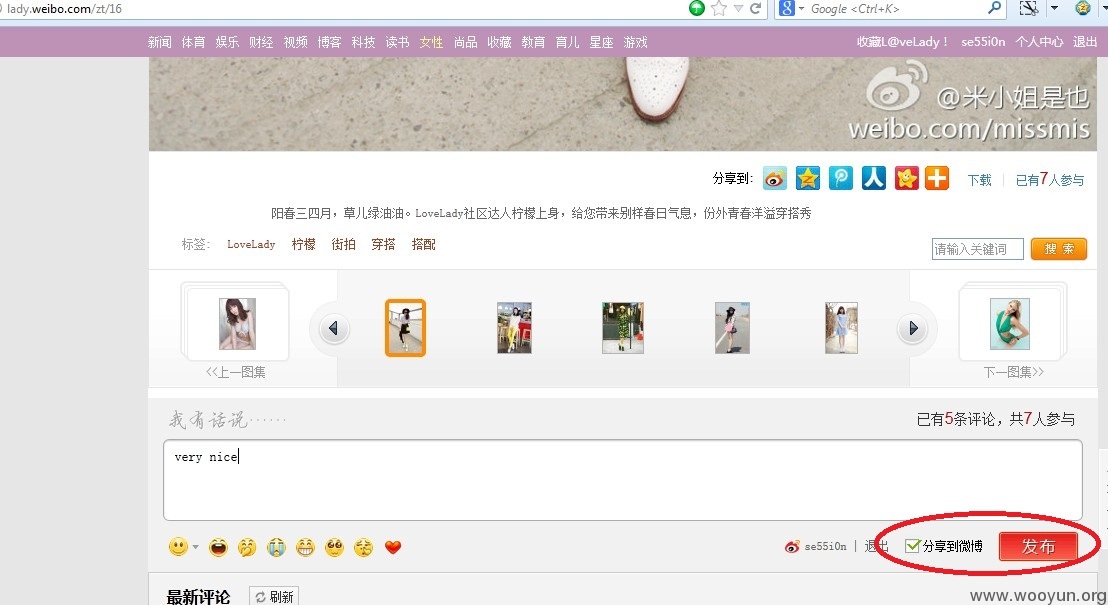 lady.weibo.com/zt/16
Google <Ctrl+K>
新闻 体育 娱乐 财经 视频 博客 科技 读书 女性 尚品 收藏 教育 育儿 星座 游戏
收藏L@veLady! se55i0n 个人中心 退出
@米小姐是也
weibo.com/missmis
分享到: 下载 | 已有7人参与
阳春三四月，草儿绿油油。LoveLady社区达人柠檬上身，给您带来别样春日气息，份外青春洋溢穿搭秀
标签: LoveLady 柠檬 街拍 穿搭 搭配
请输入关键词 搜 索
<<上一图集 下一图集>>
我有话说······
已有5条评论，共7人参与
very nice
se55i0n | 退出 分享到微博 发布
最新评论 刷新
www.wooyun.org